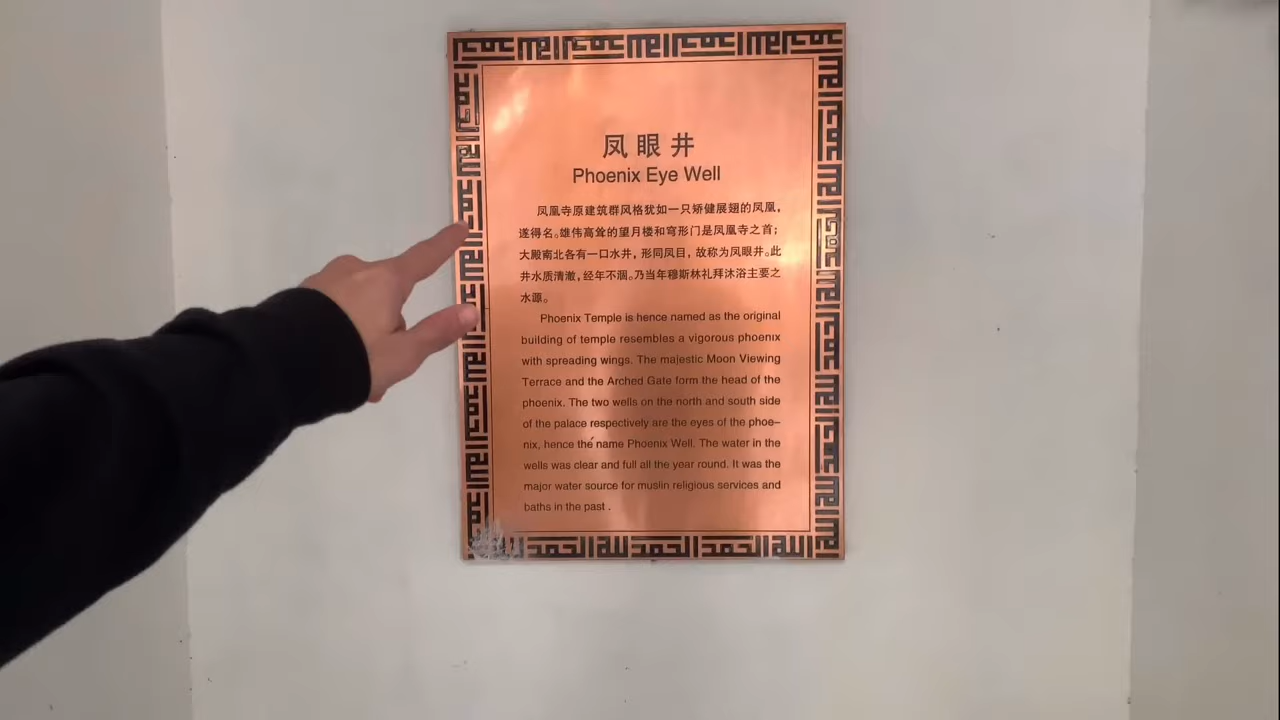 凤眼井
Phoenix Eye Well
凤凰寺原建筑群风格犹如一只矫健展翅的凤凰，
遂得名。雄伟高耸的望月楼和穹形门是凤凰寺之首；
大殿南北各有一口水井，形同凤目，故称为凤眼井。此
井水质清澈，经年不涸。乃当年穆斯林礼拜沐浴主要之
水源。
Phoenix Temple is hence named as the original
building of temple resembles a vigorous phoenix
with spreading wings. The majestic Moon Viewing
Terrace and the Arched Gate form the head of the
phoenix. The two wells on the north and south side
of the palace respectively are the eyes of the phoe-
nix, hence the name Phoenix Well. The water in the
wells was clear and full all the year round. It was the
major water source for muslin religious services and
baths in the past .
الحمد لله الحمد لله